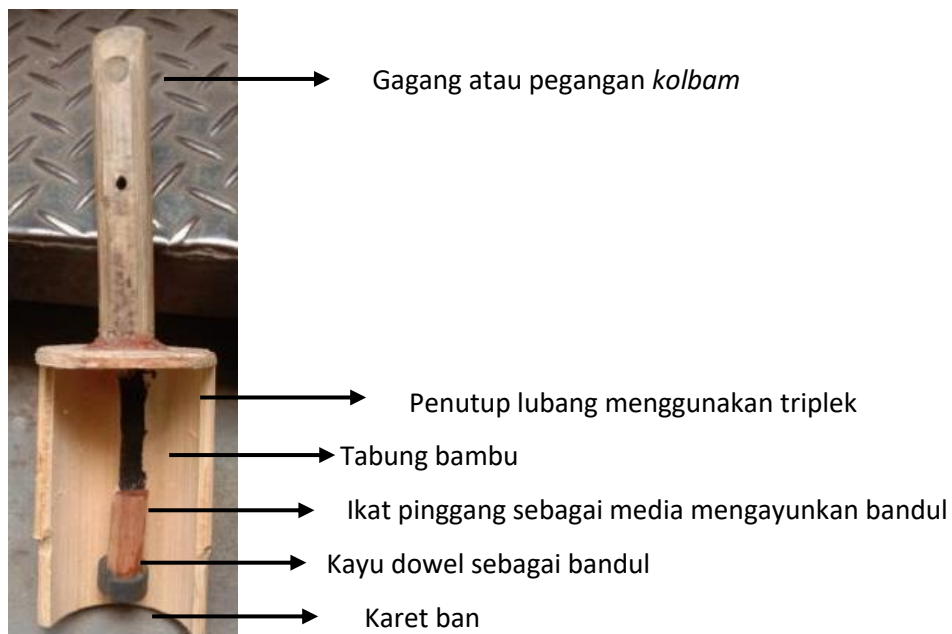 Gagang atau pegangan kolbam
Penutup lubang menggunakan triplek
Tabung bambu
Ikat pinggang sebagai media mengayunkan bandul
Kayu dowel sebagai bandul
Karet ban